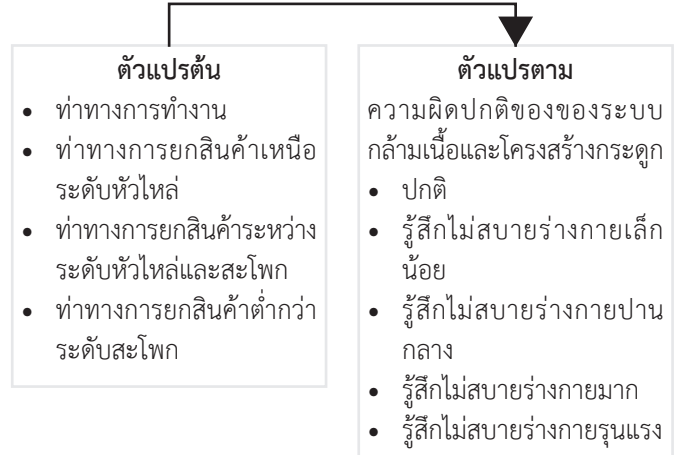 ตัวแปรต้น
• ท่าทางการทำงาน
• ท่าทางการยกสินค้าเหนือ
ระดับหัวไหล่
• ท่าทางการยกสินค้าระหว่าง
ระดับหัวไหล่และสะโพก
• ท่าทางการยกสินค้าต่ำกว่า
ระดับสะโพก
ตัวแปรตาม
ความผิดปกติของของระบบ
กล้ามเนื้อและโครงสร้างกระดูก
• ปกติ
• รู้สึกไม่สบายร่างกายเล็ก
น้อย
• รู้สึกไม่สบายร่างกายปาน
กลาง
• รู้สึกไม่สบายร่างกายมาก
• รู้สึกไม่สบายร่างกายรุนแรง